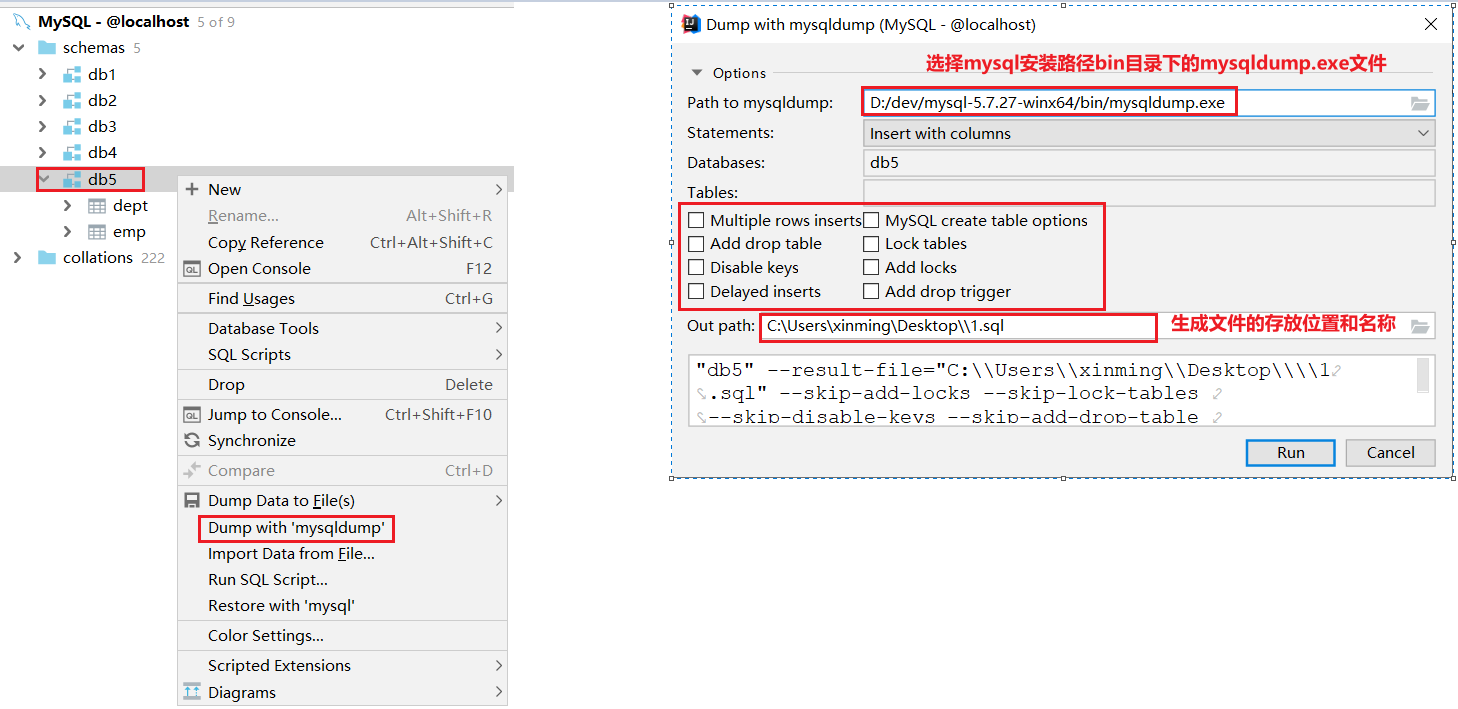 MySQL - @localhost 5 of 9
schemas 5
db1
db2
db3
db4
db5
dept
emp
collations 222
New
Rename... Alt+Shift+R
Copy Reference Ctrl+Alt+Shift+C
Open Console F12
Find Usages Ctrl+G
Database Tools
SQL Scripts
Drop Delete
Jump to Console... Ctrl+Shift+F10
Synchronize
Compare Ctrl+D
Dump Data to File(s)
Dump with 'mysqldump'
Import Data from File...
Run SQL Script...
Restore with 'mysql'
Color Settings...
Scripted Extensions
Diagrams
Dump with mysqldump (MySQL - @localhost)
选择mysql安装路径bin目录下的mysqldump.exe文件
Options
Path to mysqldump: D:/dev/mysql-5.7.27-winx64/bin/mysqldump.exe
Statements: Insert with columns
Databases: db5
Tables:
Multiple rows inserts MySQL create table options
Add drop table Lock tables
Disable keys Add locks
Delayed inserts Add drop trigger
Out path: C:\Users\xinming\Desktop\\1.sql 生成文件的存放位置和名称
"db5" --result-file="C:\\Users\\xinming\\Desktop\\\\1
.sql" --skip-add-locks --skip-lock-tables
--skip-disable-keys --skip-add-drop-table
Run Cancel